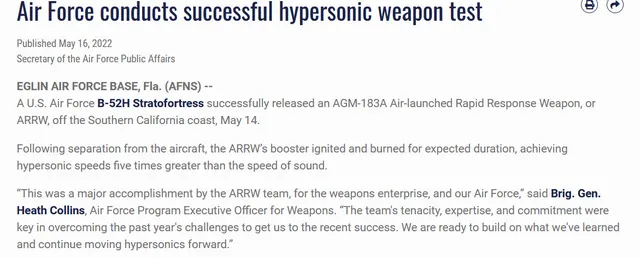 Air Force conducts successful hypersonic weapon test
Published May 16, 2022
Secretary of the Air Force Public Affairs
EGLIN AIR FORCE BASE, Fla. (AFNS) --
A U.S. Air Force B-52H Stratofortress successfully released an AGM-183A Air-launched Rapid Response Weapon, or
ARRW, off the Southern California coast, May 14.
Following separation from the aircraft, the ARRW's booster ignited and burned for expected duration, achieving
hypersonic speeds five times greater than the speed of sound.
“This was a major accomplishment by the ARRW team, for the weapons enterprise, and our Air Force,” said Brig. Gen.
Heath Collins, Air Force Program Executive Officer for Weapons. “The team's tenacity, expertise, and commitment were
key in overcoming the past year's challenges to get us to the recent success. We are ready to build on what we've learned
and continue moving hypersonics forward.”